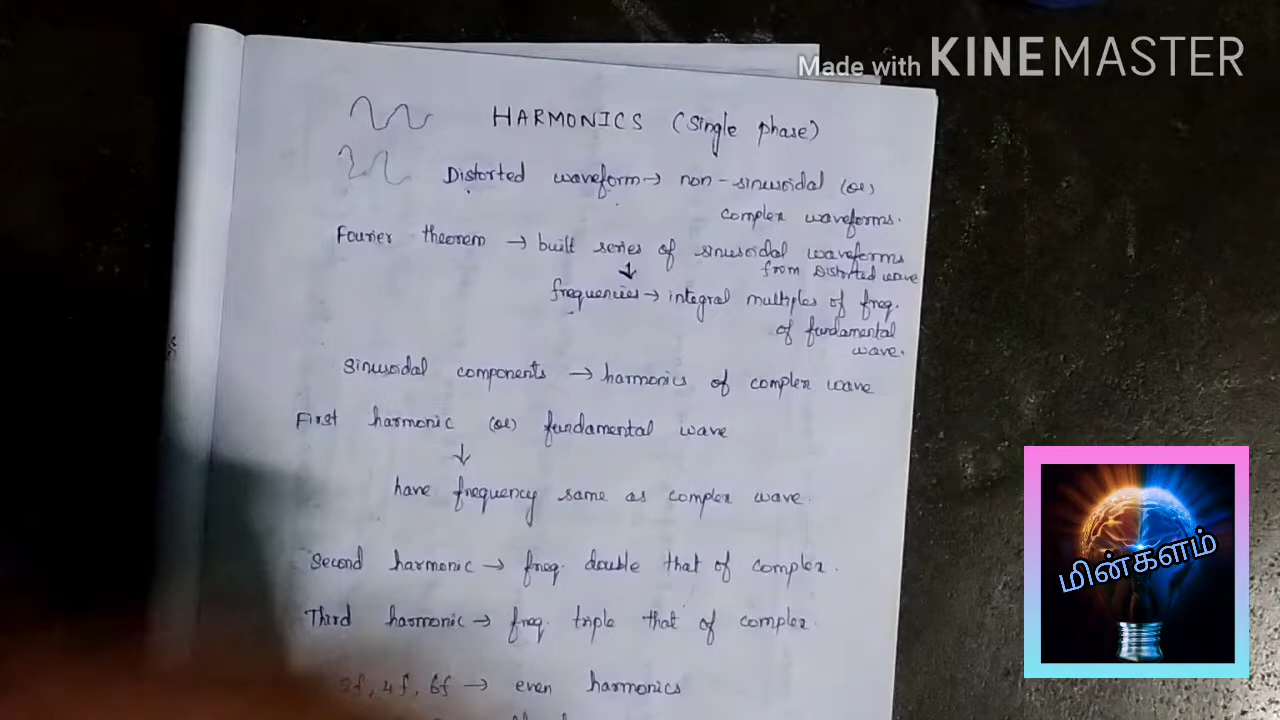 Made with KINEMASTER
HARMONICS (Single phase)
Distorted waveform → non-sinusoidal (or)
complex waveforms.
Fourier theorem → built series of sinusoidal waveforms
from Distorted wave
↓
frequencies → integral multiples of freq.
of fundamental
wave.
Sinusoidal components → harmonics of complex wave
First harmonic (or) fundamental wave
↓
have frequency same as complex wave.
Second harmonic → freq. double that of complex.
Third harmonic → freq. triple that of complex.
2f, 4f, 6f → even harmonics
மின்களம்